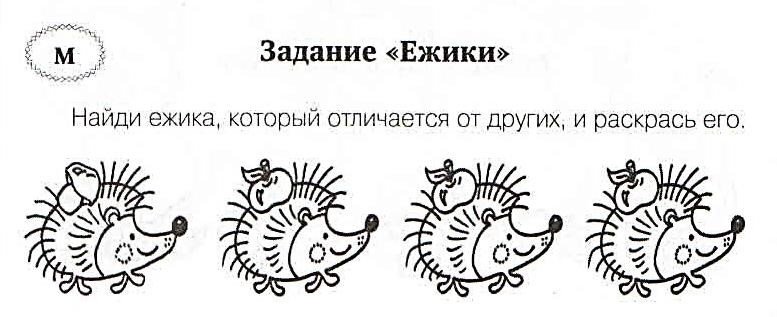 м
Задание «Ежики»
Найди ежика, который отличается от других, и раскрась его.